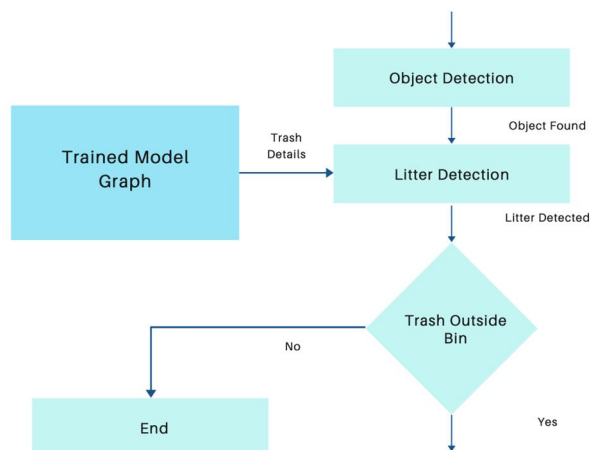 Object Detection
Object Found
Trash
Details
Trained Model
Graph
Litter Detection
Litter Detected
Trash Outside
Bin
No
End
Yes